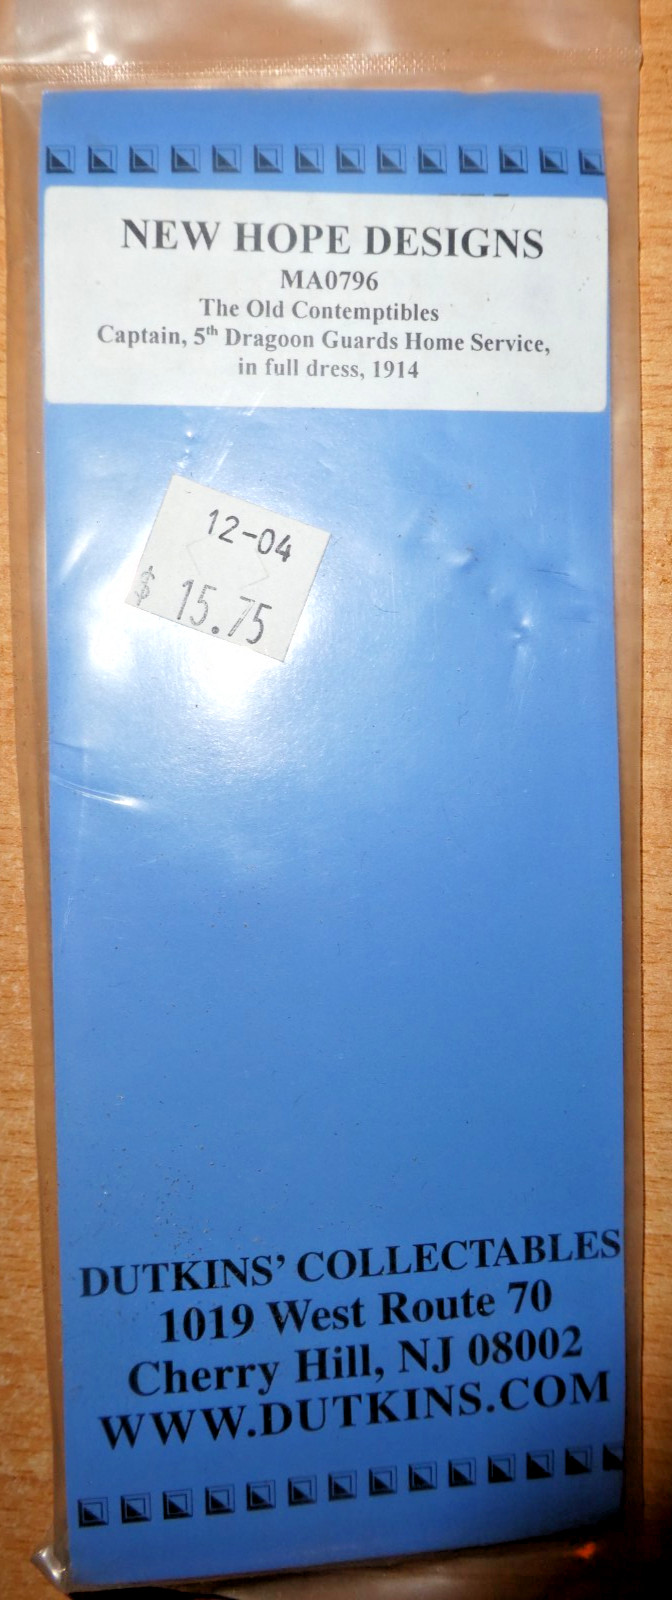 NEW HOPE DESIGNS
MA0796
The Old Contemptibles
Captain, 5th Dragoon Guards Home Service,
in full dress, 1914
12-04
$ 15.75
DUTKINS' COLLECTABLES
1019 West Route 70
Cherry Hill, NJ 08002
WWW.DUTKINS.COM